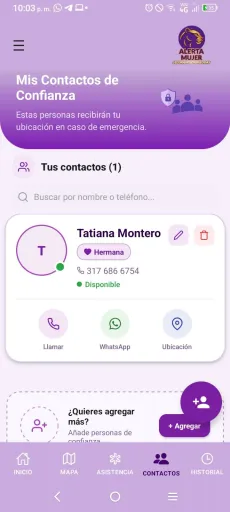 10:03 p. m.
ALERTA
MUJER
Mis Contactos de
Confianza
Estas personas recibirán tu
ubicación en caso de emergencia.
Tus contactos (1)
Buscar por nombre o teléfono...
T
Tatiana Montero
Hermana
317 686 6754
Disponible
Llamar
WhatsApp
Ubicación
¿Quieres agregar
más?
Añade personas de
confianza
+ Agregar
INICIO
MAPA
ASISTENCIA
CONTACTOS
HISTORIAL